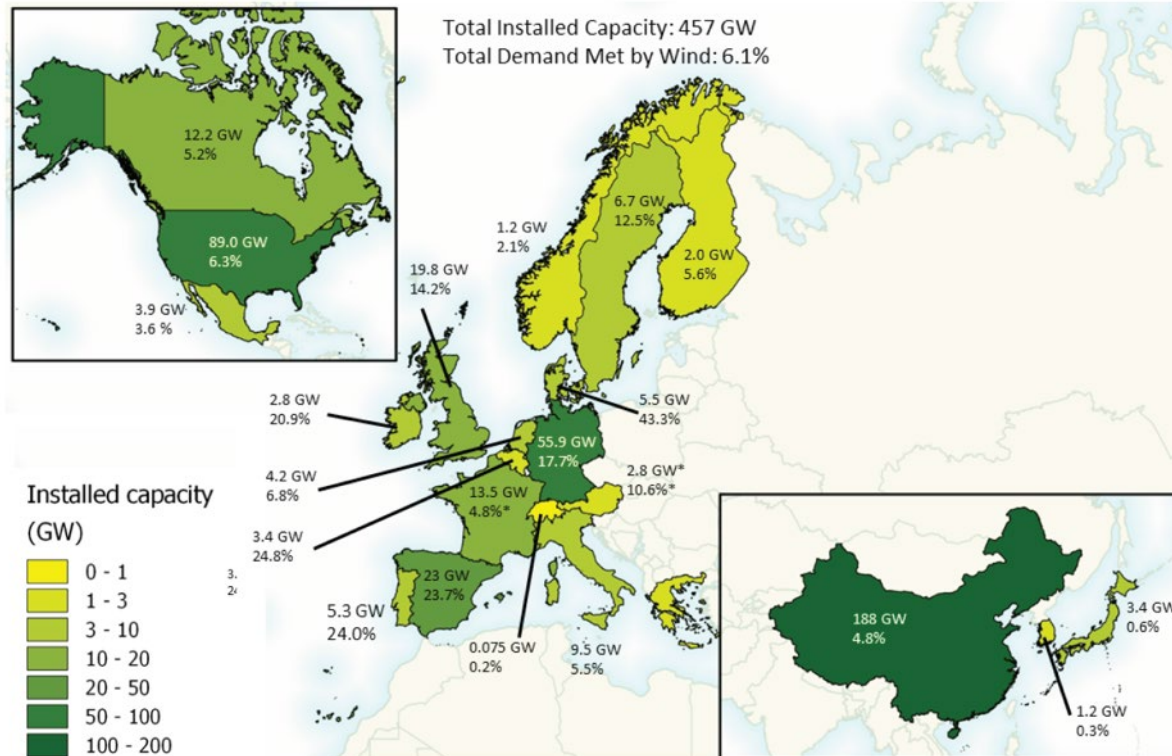 Total Installed Capacity: 457 GW
Total Demand Met by Wind: 6.1%
12.2 GW
5.2%
89.0 GW
6.3%
3.9 GW
3.6 %
19.8 GW
14.2%
1.2 GW
2.1%
6.7 GW
12.5%
2.0 GW
5.6%
2.8 GW
20.9%
5.5 GW
43.3%
4.2 GW
6.8%
55.9 GW
17.7%
2.8 GW*
10.6%*
13.5 GW
4.8%*
3.4 GW
24.8%
23 GW
23.7%
5.3 GW
24.0%
0.075 GW
0.2%
9.5 GW
5.5%
188 GW
4.8%
3.4 GW
0.6%
1.2 GW
0.3%
Installed capacity
(GW)
0 - 1
1 - 3
3 - 10
10 - 20
20 - 50
50 - 100
100 - 200